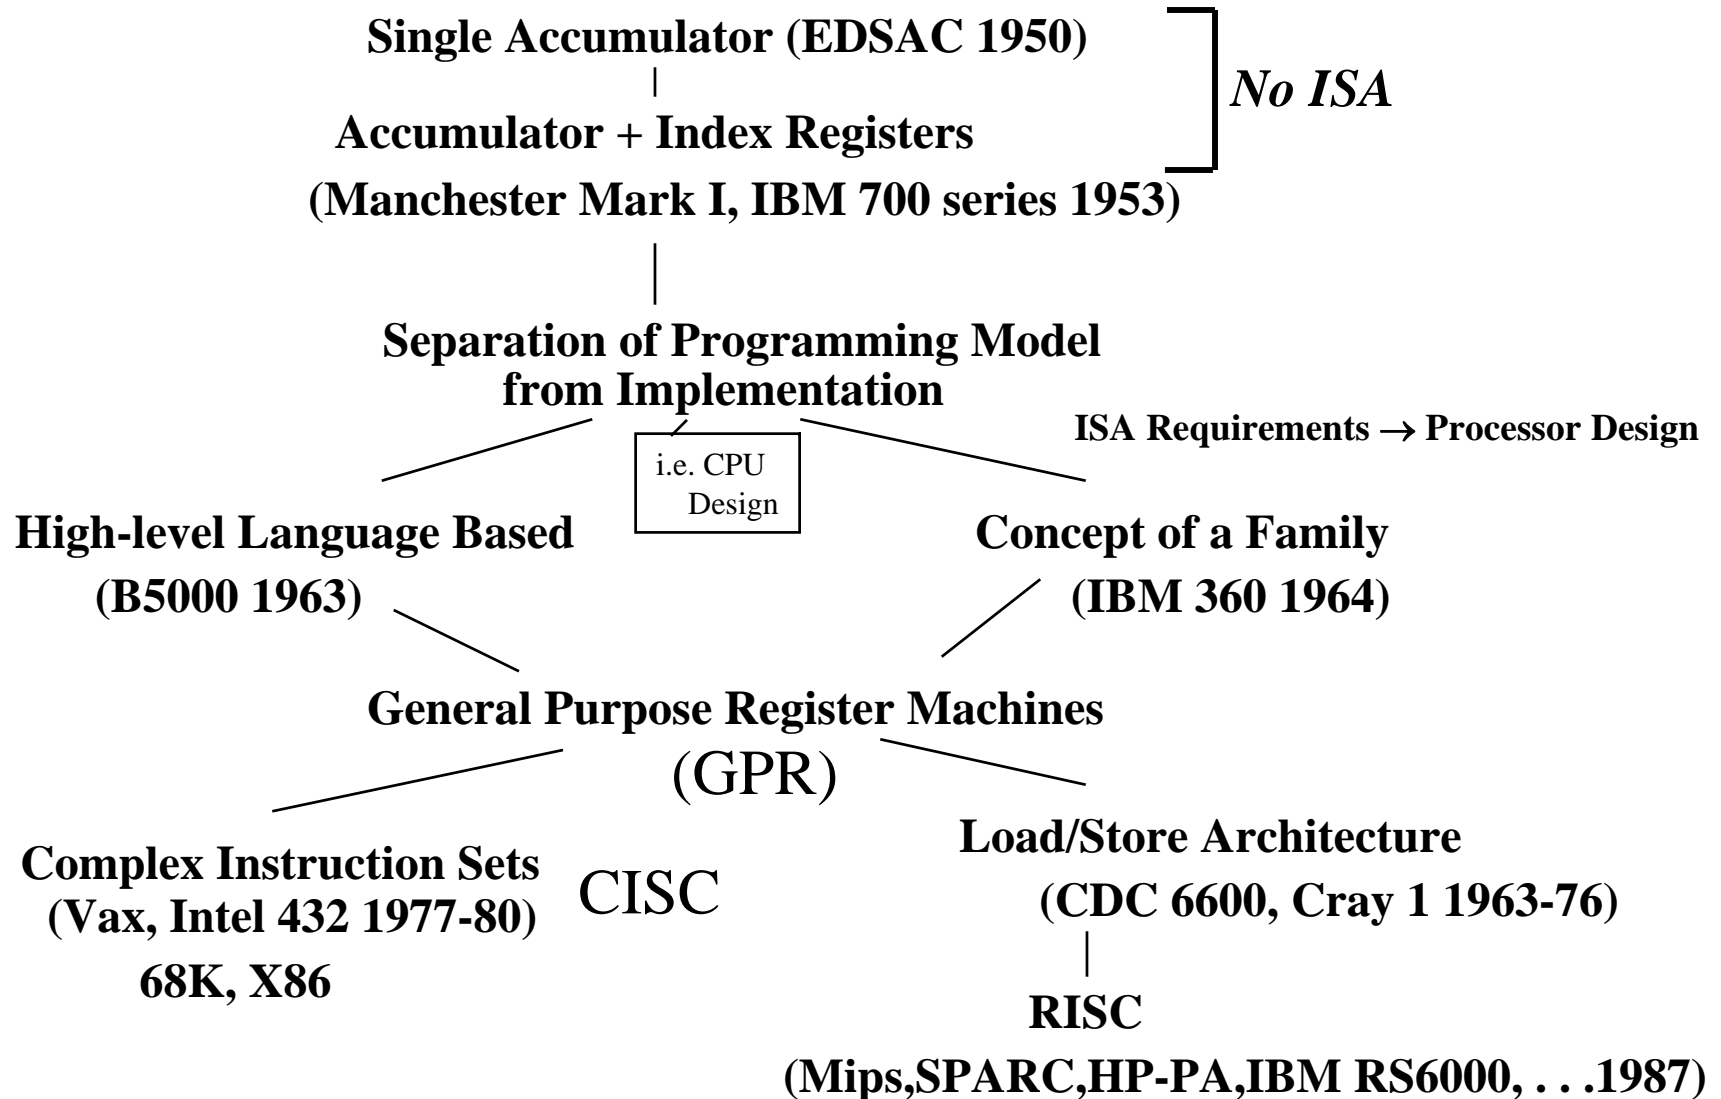 Single Accumulator (EDSAC 1950)
No ISA
Accumulator + Index Registers
(Manchester Mark I, IBM 700 series 1953)
Separation of Programming Model
from Implementation
ISA Requirements → Processor Design
i.e. CPU
Design
High-level Language Based
(B5000 1963)
Concept of a Family
(IBM 360 1964)
General Purpose Register Machines
(GPR)
Complex Instruction Sets
(Vax, Intel 432 1977-80)
68K, X86
CISC
Load/Store Architecture
(CDC 6600, Cray 1 1963-76)
RISC
(Mips,SPARC,HP-PA,IBM RS6000, . . .1987)